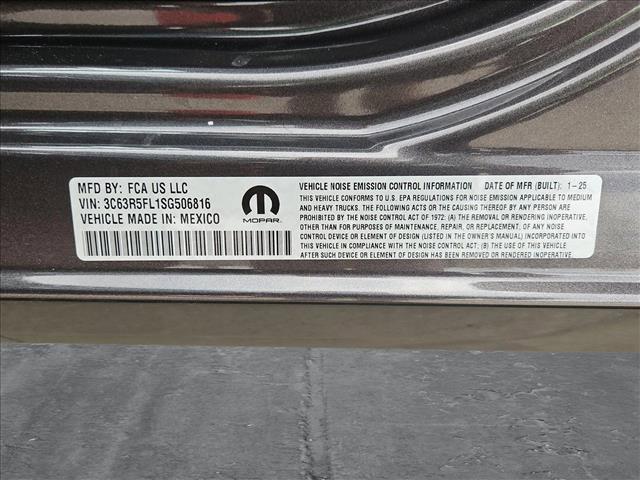 MFD BY: FCA US LLC
VIN: 3C63R5FL1SG506816
VEHICLE MADE IN: MEXICO
MOPAR
VEHICLE NOISE EMISSION CONTROL INFORMATION DATE OF MFR (BUILT): 1-25
THIS VEHICLE CONFORMS TO U.S. EPA REGULATIONS FOR NOISE EMISSION APPLICABLE TO MEDIUM
AND HEAVY TRUCKS. THE FOLLOWING ACTS OR THE CAUSING THEREOF BY ANY PERSON ARE
PROHIBITED BY THE NOISE CONTROL ACT OF 1972: (A) THE REMOVAL OR RENDERING INOPERATIVE,
OTHER THAN FOR PURPOSES OF MAINTENANCE, REPAIR, OR REPLACEMENT, OF ANY NOISE CONTROL
DEVICE OR ELEMENT OF DESIGN (LISTED IN THE OWNER'S MANUAL) INCORPORATED INTO THIS
VEHICLE IN COMPLIANCE WITH THE NOISE CONTROL ACT; (B) THE USE OF THIS VEHICLE
AFTER SUCH DEVICE OR ELEMENT OF DESIGN HAS BEEN REMOVED OR RENDERED INOPERATIVE.